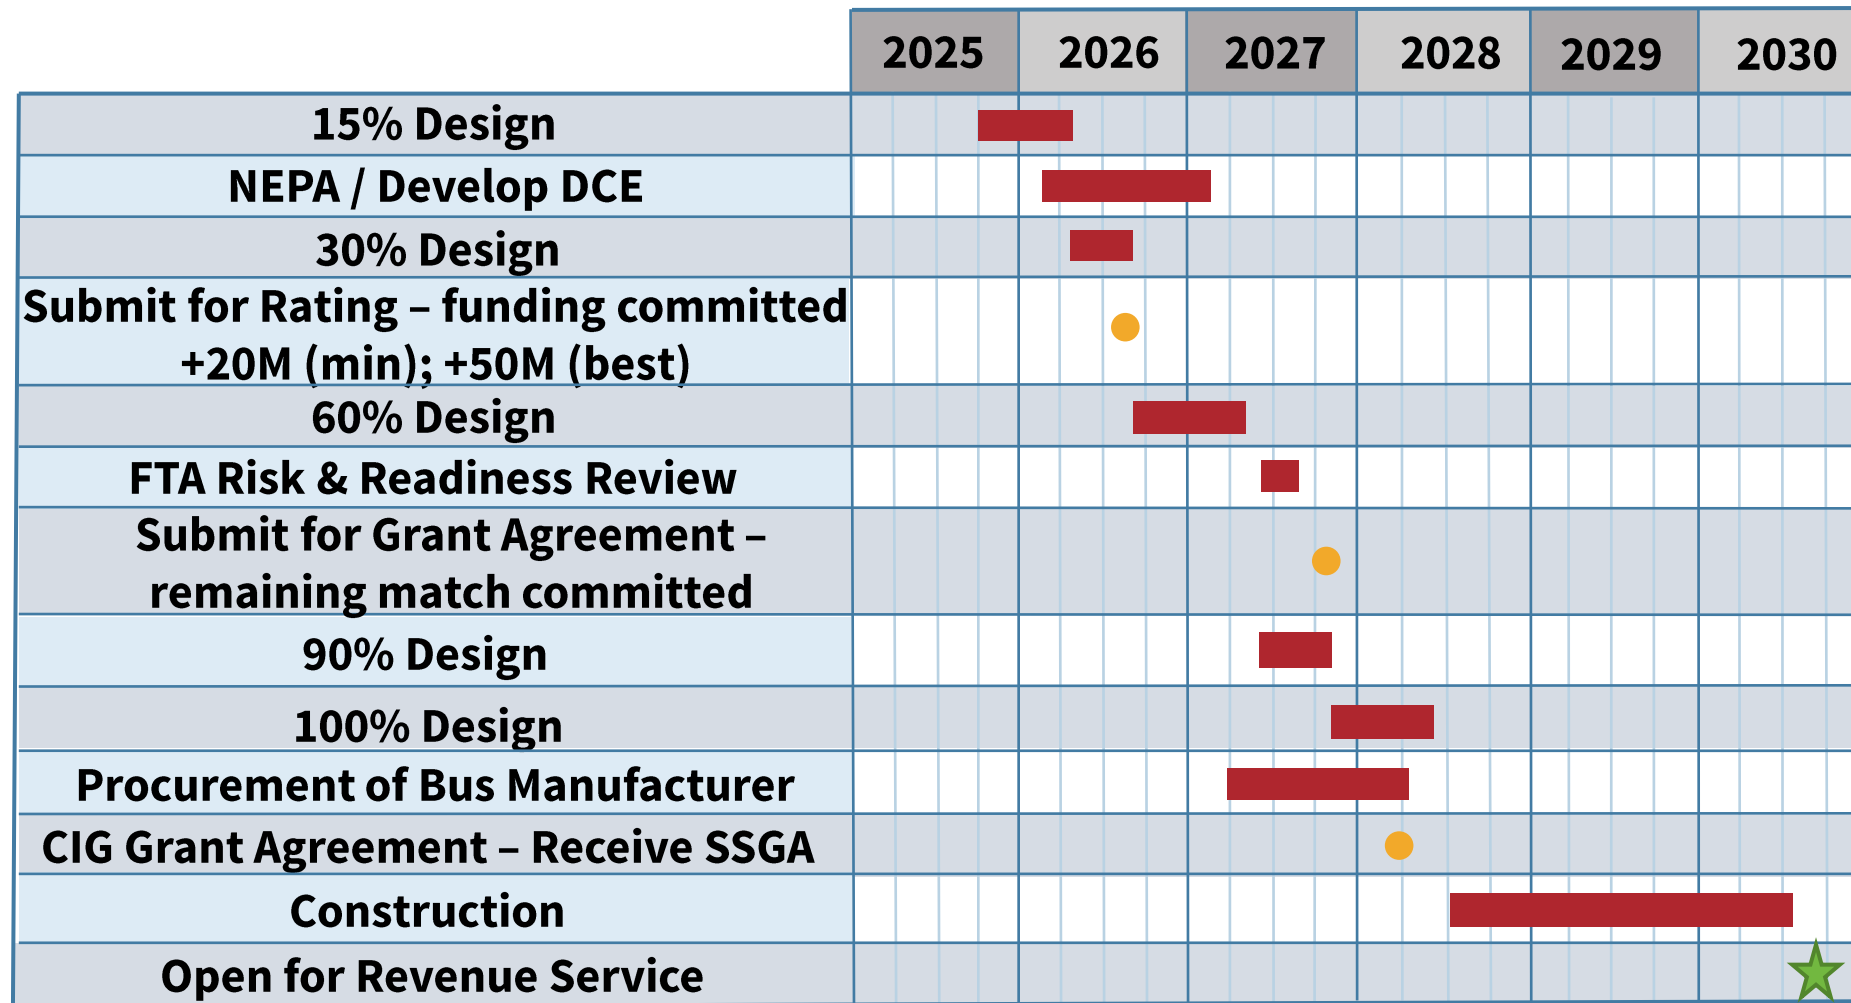 2025 2026 2027 2028 2029 2030
15% Design
NEPA / Develop DCE
30% Design
Submit for Rating – funding committed
+20M (min); +50M (best)
60% Design
FTA Risk & Readiness Review
Submit for Grant Agreement –
remaining match committed
90% Design
100% Design
Procurement of Bus Manufacturer
CIG Grant Agreement – Receive SSGA
Construction
Open for Revenue Service